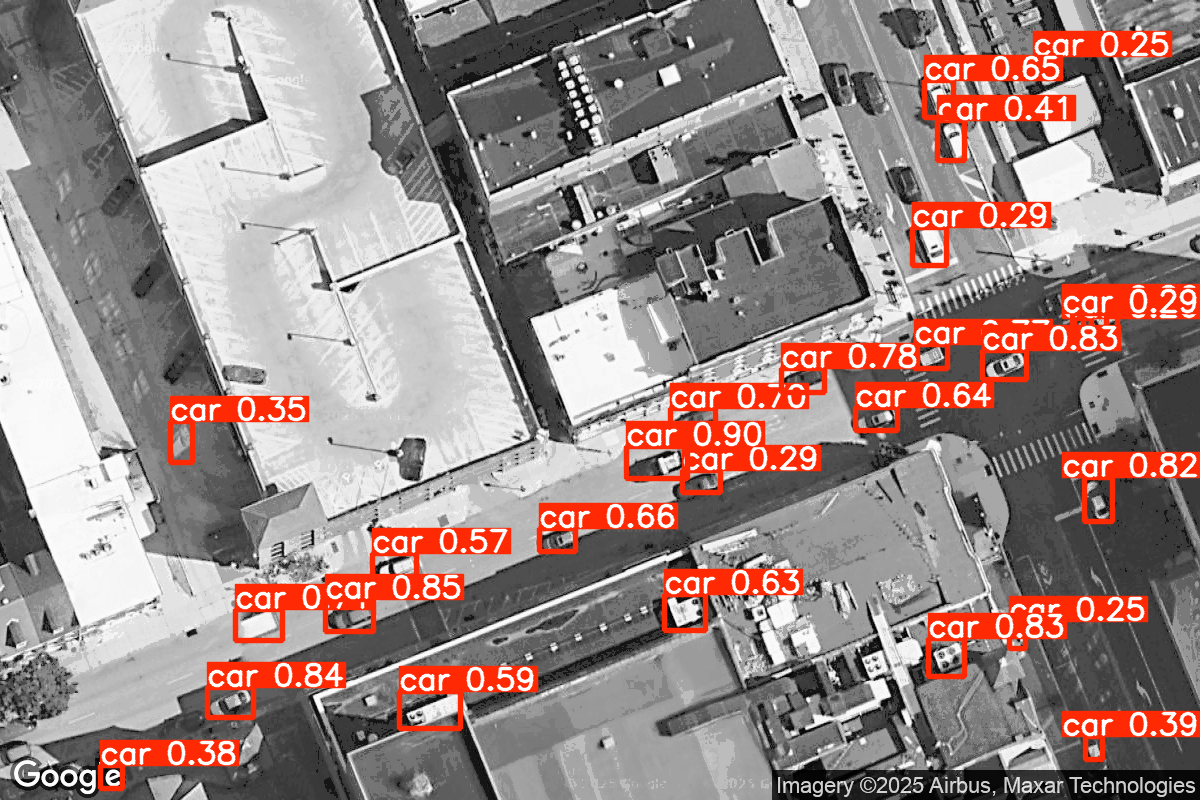 car 0.25
car 0.65
car 0.41
car 0.29
car 0.29
car 0.83
car 0.78
car 0.70
car 0.64
car 0.35
car 0.90
car 0.29
car 0.82
car 0.66
car 0.57
car 0.85
car 0.63
car
car 0.25
car 0.83
car 0.84
car 0.59
car 0.39
car 0.38
Google
Imagery ©2025 Airbus, Maxar Technologies